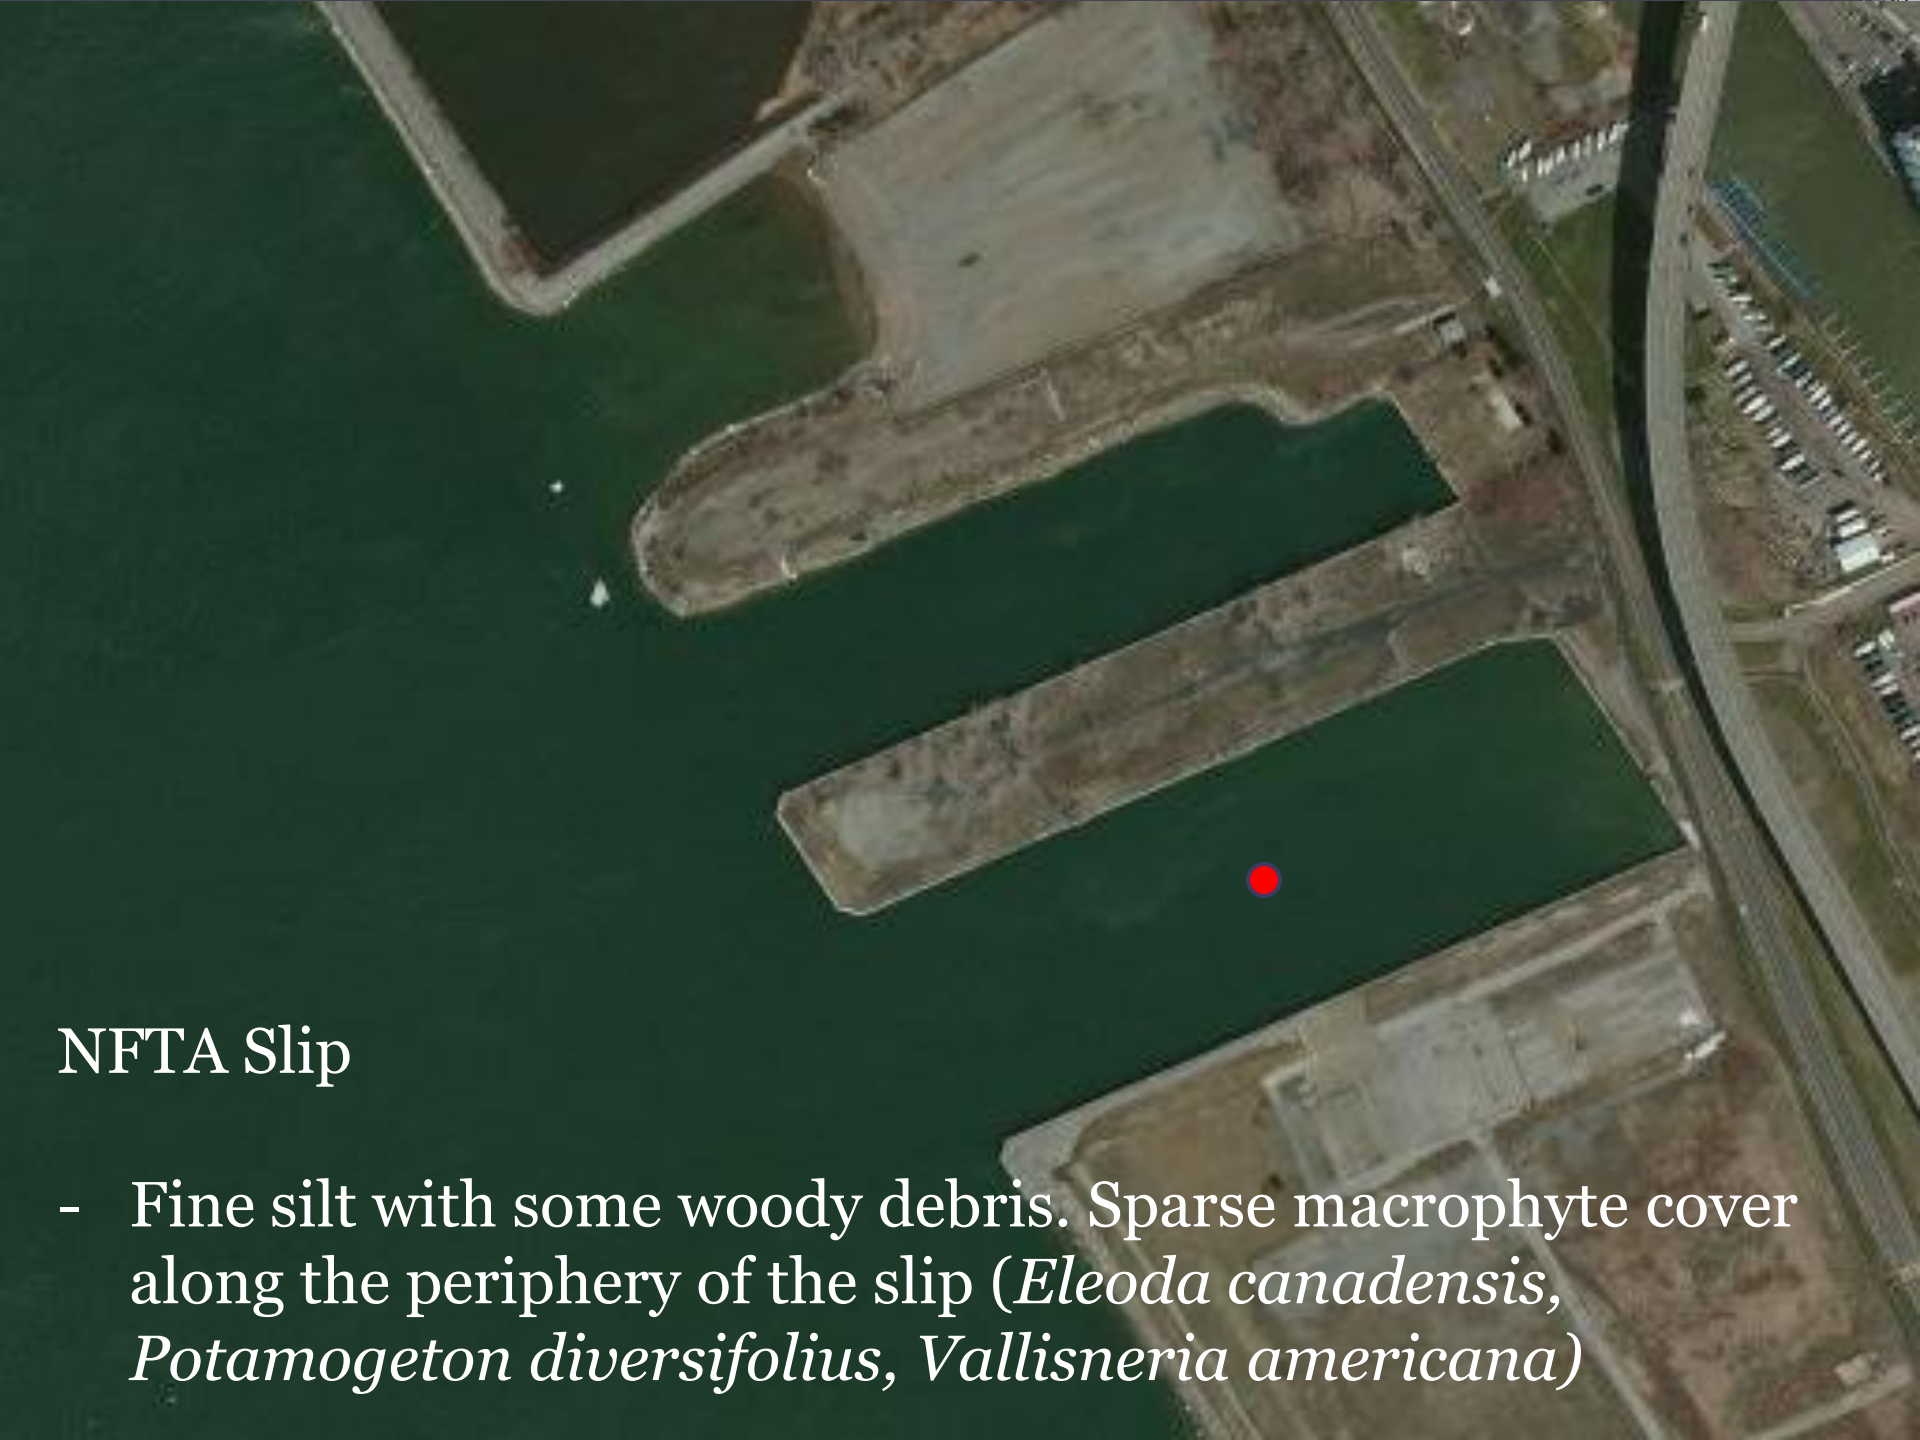 NFTA Slip
- Fine silt with some woody debris. Sparse macrophyte cover
along the periphery of the slip (Eleoda canadensis,
Potamogeton diversifolius, Vallisneria americana)